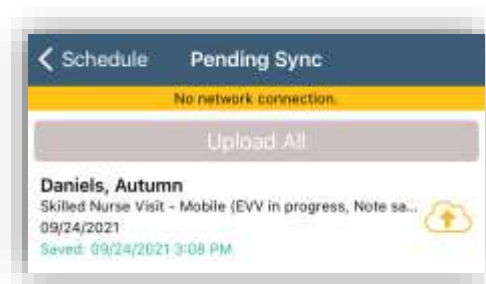 Schedule Pending Sync
No network connection.
Upload All
Daniels, Autumn
Skilled Nurse Visit - Mobile (EVV in progress, Note sa...
09/24/2021
Saved: 09/24/2021 3:08 PM